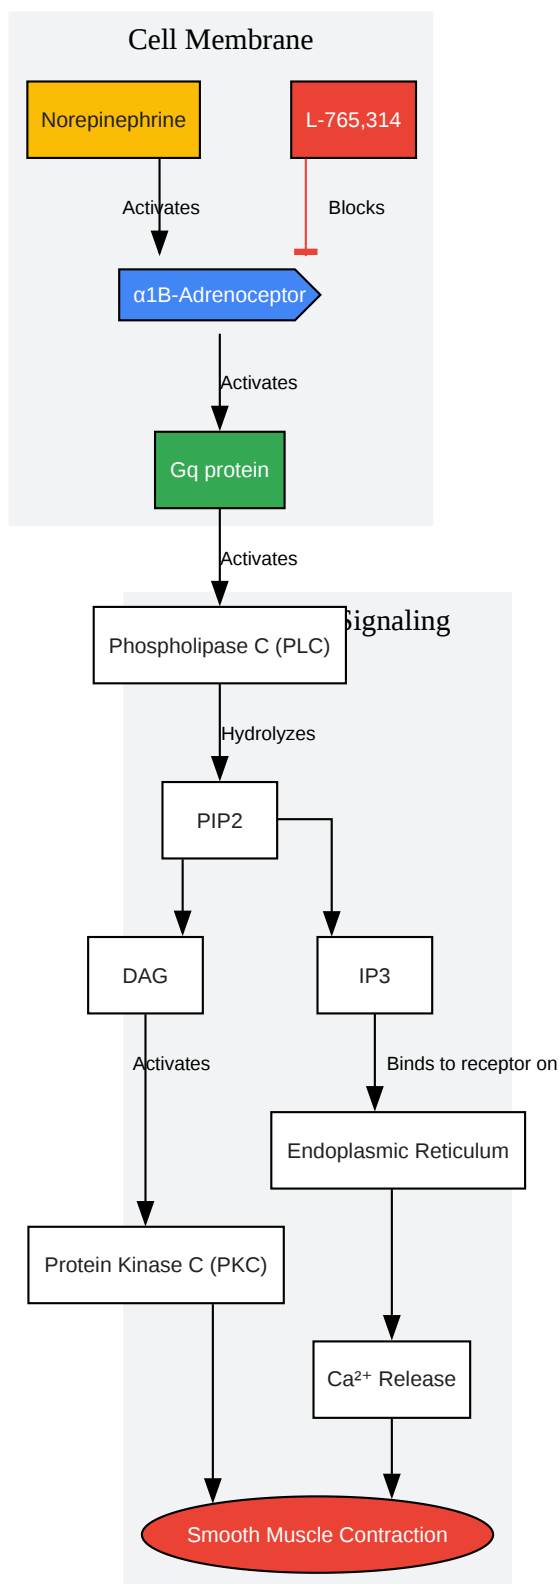 Cell Membrane
Norepinephrine
L-765,314
Activates
Blocks
α1B-Adrenoceptor
Activates
Gq protein
Activates
Signaling
Phospholipase C (PLC)
Hydrolyzes
PIP2
DAG
IP3
Activates
Binds to receptor on
Endoplasmic Reticulum
Protein Kinase C (PKC)
Ca²⁺ Release
Smooth Muscle Contraction